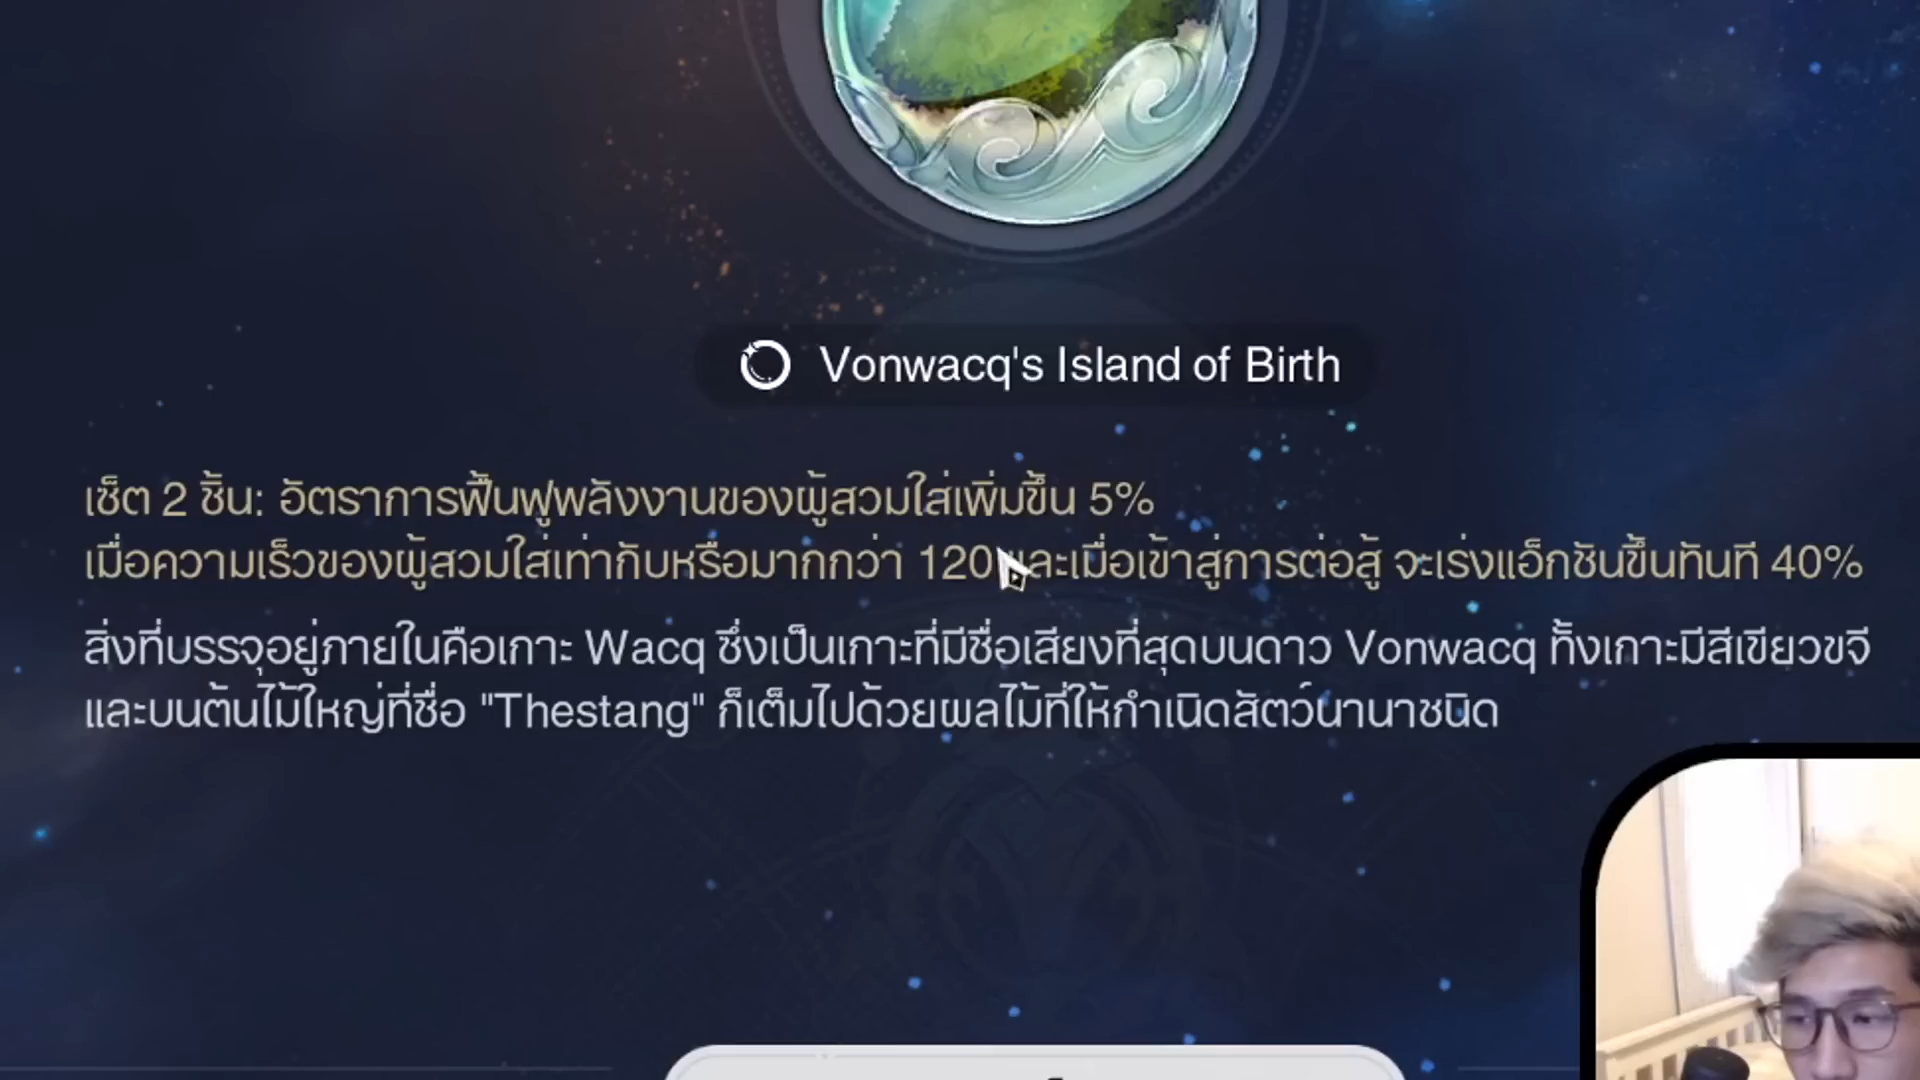 Vonwacq's Island of Birth
เซ็ต 2 ชิ้น: อัตราการฟื้นฟูพลังงานของผู้สวมใส่เพิ่มขึ้น 5%
เมื่อความเร็วของผู้สวมใส่เท่ากับหรือมากกว่า 120 และเมื่อเข้าสู่การต่อสู้ จะเร่งแอ็กชันขึ้นทันที 40%
สิ่งที่บรรจุอยู่ภายในคือเกาะ Wacq ซึ่งเป็นเกาะที่มีชื่อเสียงที่สุดบนดาว Vonwacq ทั้งเกาะมีสีเขียวขจี
และบนต้นไม้ใหญ่ที่ชื่อ "Thestang" ก็เต็มไปด้วยผลไม้ที่ให้กำเนิดสัตว์นานาชนิด